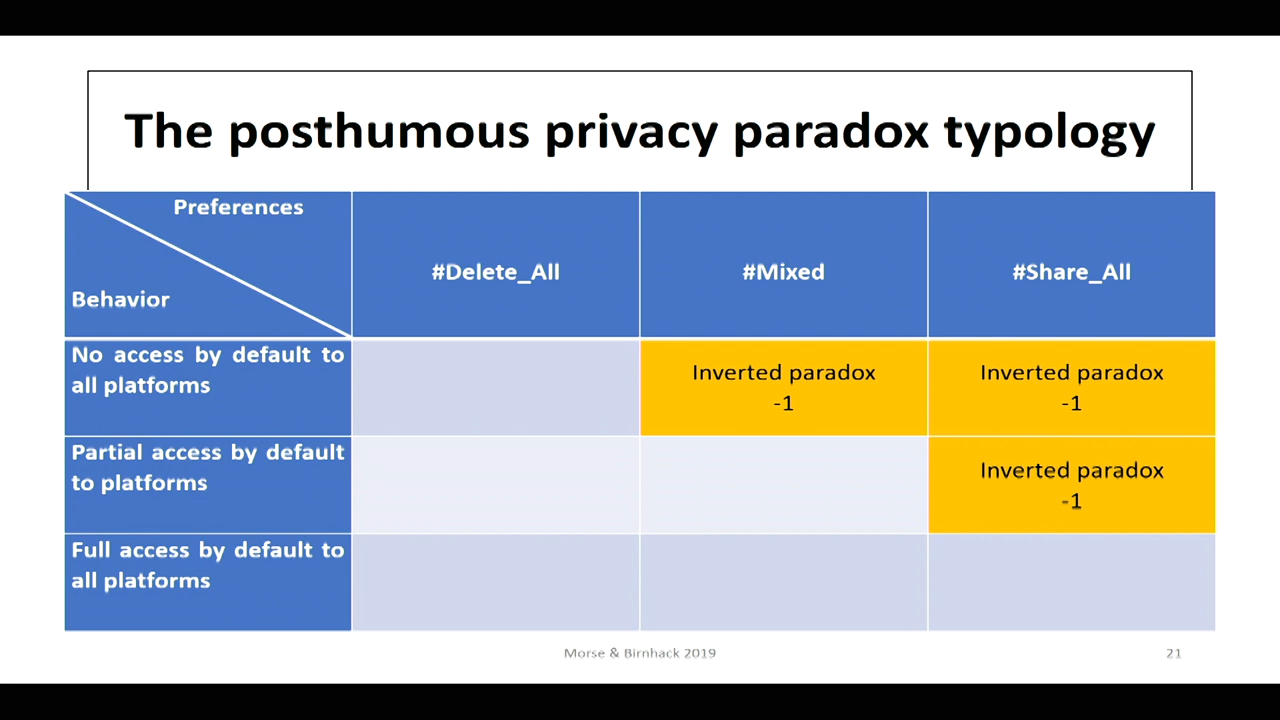 The posthumous privacy paradox typology
Preferences
Behavior
#Delete_All
#Mixed
#Share_All
No access by default to
all platforms
Inverted paradox
-1
Inverted paradox
-1
Partial access by default
to platforms
Inverted paradox
-1
Full access by default to
all platforms
Morse & Birnhack 2019
21